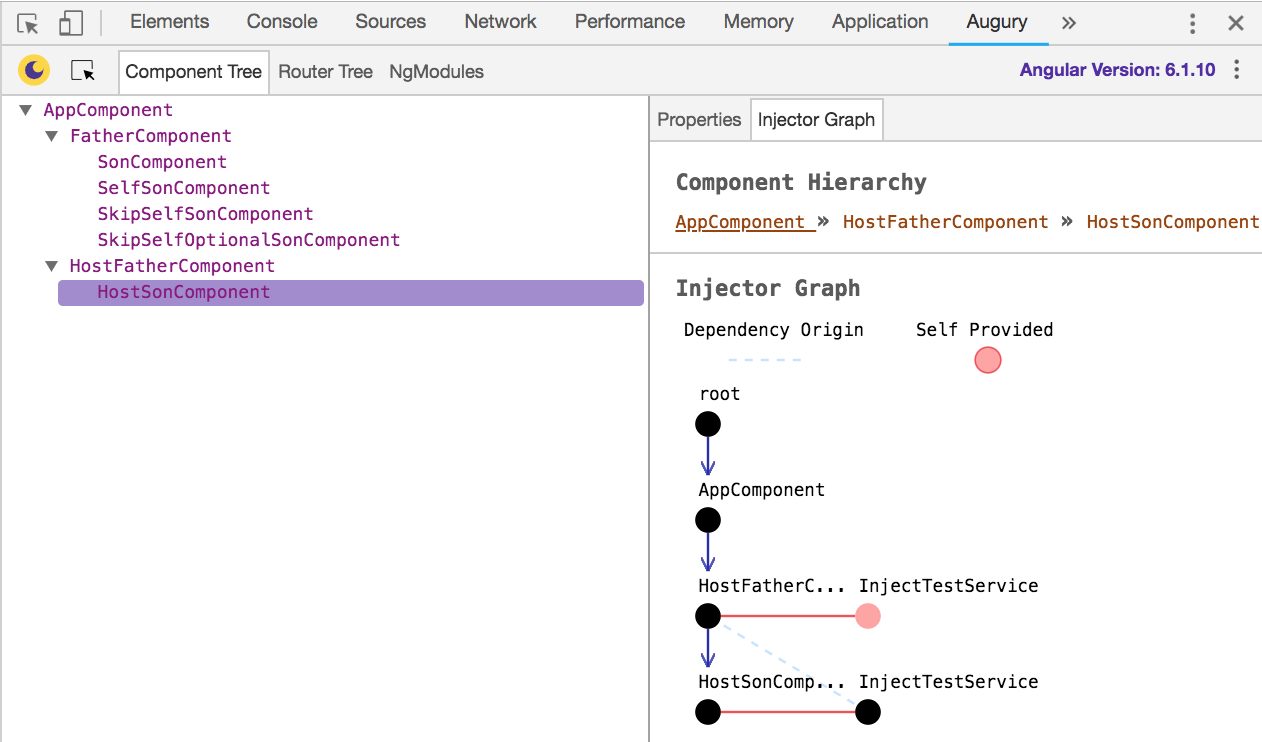 Elements Console Sources Network Performance Memory Application Augury »
Component Tree Router Tree NgModules Angular Version: 6.1.10
AppComponent
FatherComponent
SonComponent
SelfSonComponent
SkipSelfSonComponent
SkipSelfOptionalSonComponent
HostFatherComponent
HostSonComponent
Properties Injector Graph
Component Hierarchy
AppComponent » HostFatherComponent » HostSonComponent
Injector Graph
Dependency Origin Self Provided
root
AppComponent
HostFatherC... InjectTestService
HostSonComp... InjectTestService